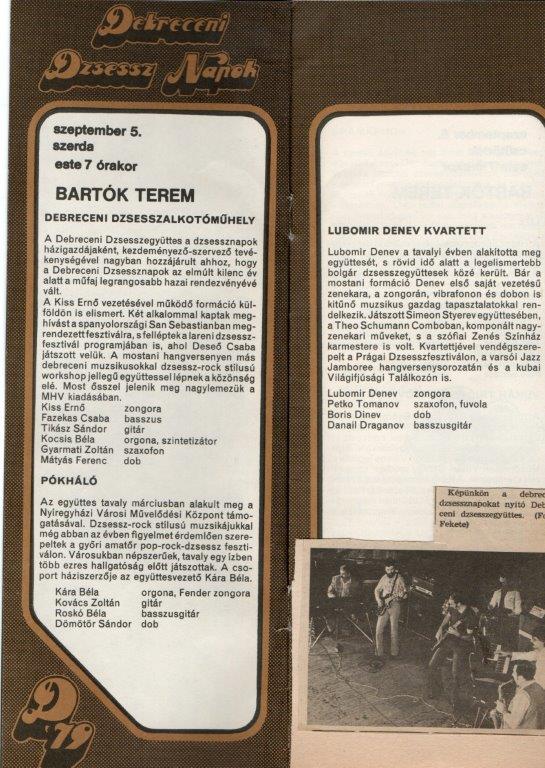 Debreceni
Dzsessz Napok
szeptember 5.
szerda
este 7 órakor
BARTÓK TEREM
DEBRECENI DZSESSZALKOTÓMŰHELY
A Debreceni Dzsesszegyüttes a dzsessznapok
házigazdájaként, kezdeményező-szervező tevé-
kenységével nagyban hozzájárult ahhoz, hogy
a Debreceni Dzsessznapok az elmúlt kilenc év
alatt a műfaj legrangosabb hazai rendezvényévé
vált.
A Kiss Ernő vezetésével működő formáció kül-
földön is elismert. Két alkalommal kaptak meg-
hívást a spanyolországi San Sebastianban meg-
rendezett fesztiválra, s felléptek a lareni dzsessz-
fesztivál programjában is, ahol Deseő Csaba
játszott velük. A mostani hangversenyen más
debreceni muzsikusokkal dzsessz-rock stílusú
workshop jelleggű együttessel lépnek a közönség
elé. Most ősszel jelenik meg nagylemezük a
MHV kiadásában.
Kiss Ernő zongora
Fazekas Csaba basszus
Tikász Sándor gitár
Kocsis Béla orgona, szintetizátor
Gyarmati Zoltán szaxofon
Mátyás Ferenc dob
PÓKHÁLÓ
Az együttes tavaly márciusban alakult meg a
Nyíregyházi Városi Művelődési Központ támo-
gatásával. Dzsessz-rock stílusú muzsikájukkal
még abban az évben figyelmet érdemlően szere-
peltek a győri amatőr pop-rock-dzsessz feszti-
válon. Városukban népszerűek, tavaly egy ízben
több ezres hallgatóság előtt játszottak. A cso-
port háziszerzője az együttesvezető Kára Béla.
Kára Béla orgona, Fender zongora
Kovács Zoltán gitár
Roskó Béla basszusgitár
Dömötör Sándor dob
D 79
LUBOMIR DENEV KVARTETT
Lubomir Denev a tavalyi évben alakította meg
együttesét, s rövid idő alatt a legelismertebb
bolgár dzsesszegyüttesek közé került. Bár a
mostani formáció Denev első saját vezetésű
zenekara, a zongorán, vibrafonon és dobon is
kitűnő muzsikus gazdag tapasztalatokkal ren-
delkezik. Játszott Simeon Styerev együttesében,
a Theo Schumann Comboban, komponált nagy-
zenekari műveket, s a szófiai Zenés Színház
karmestere is volt. Kvartettjével vendégszere-
pelt a Prágai Dzsesszfesztiválon, a varsói Jazz
Jamboree hangversenysorozatán és a kubai
Világifjúsági Találkozón is.
Lubomir Denev zongora
Petko Tomanov szaxofon, fuvola
Boris Dinev dob
Danail Draganov basszusgitár
Képünkön a debrec
dzsessznapokat nyitó Deb
ceni dzsesszegyüttes. (Fo
Fekete)